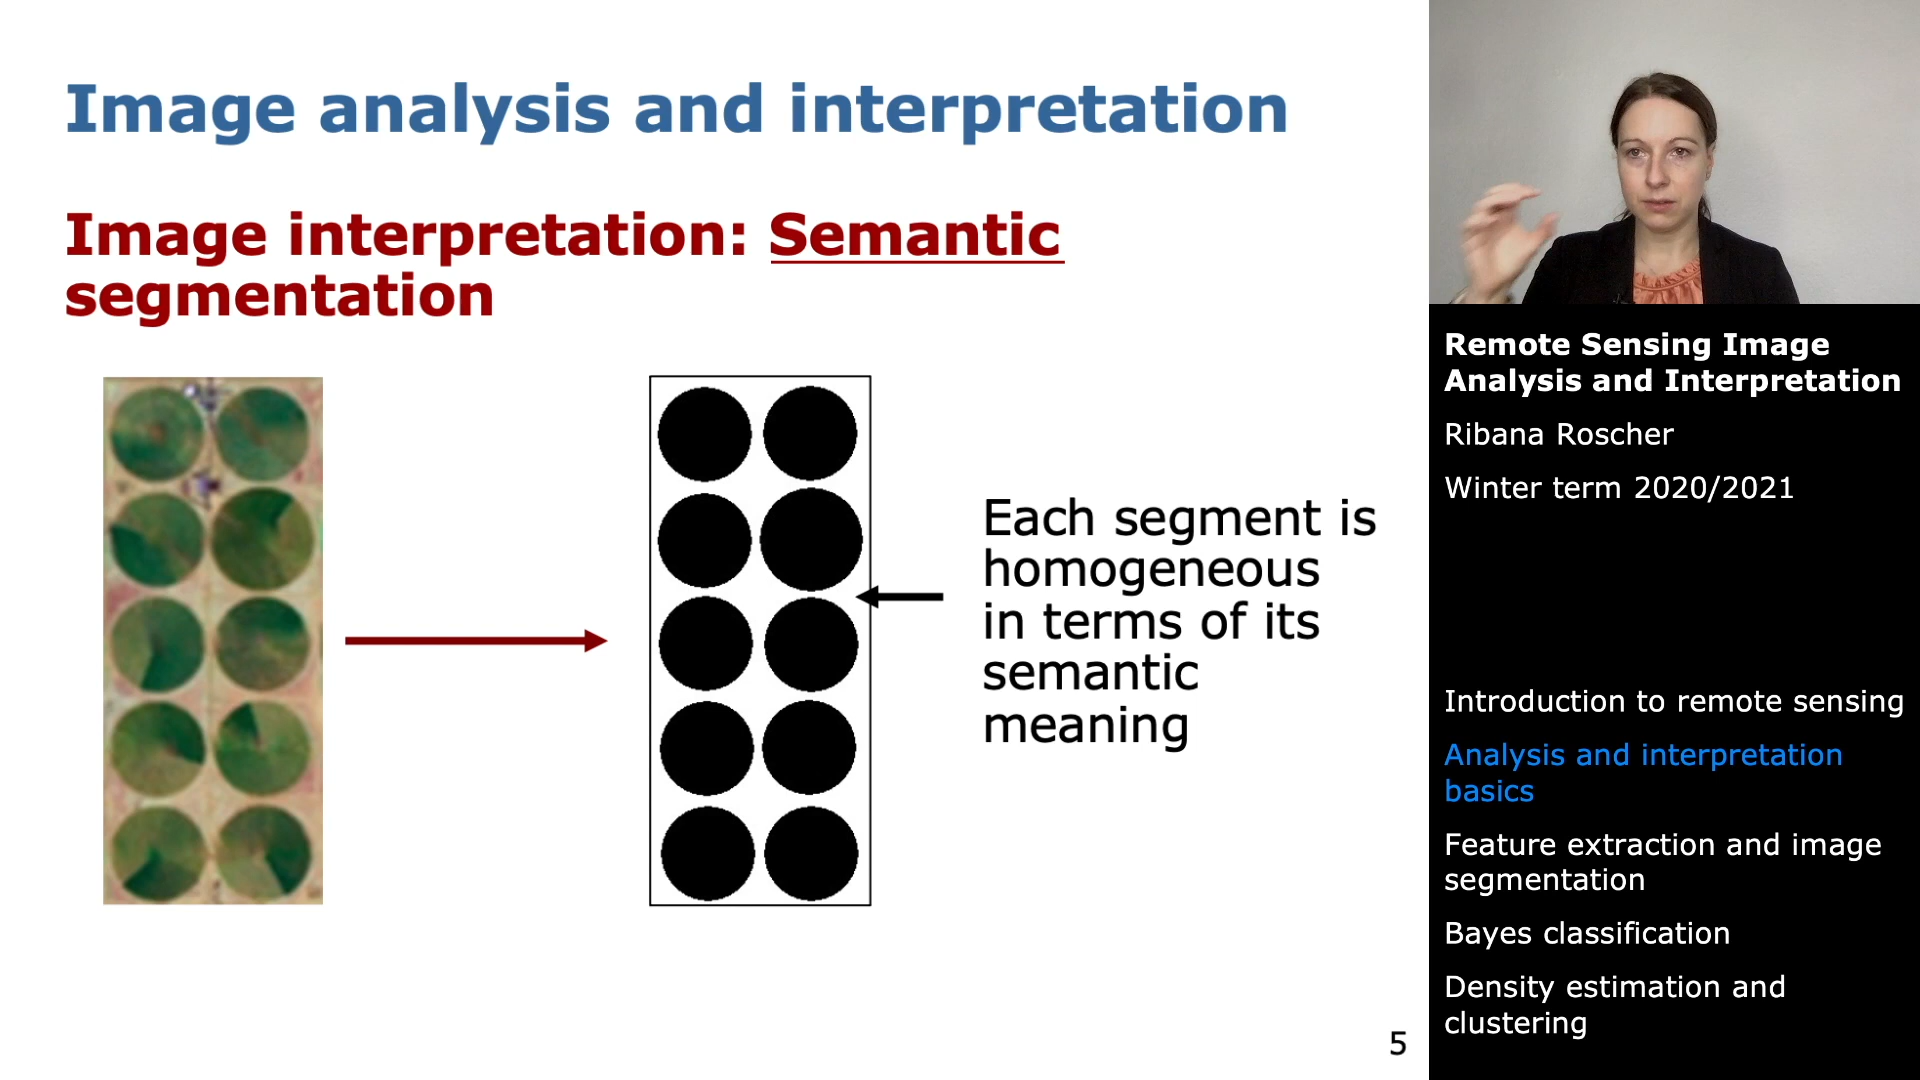 Image analysis and interpretation
Image interpretation: Semantic
segmentation
Each segment is
homogeneous
in terms of its
semantic
meaning
5
Remote Sensing Image
Analysis and Interpretation
Ribana Roscher
Winter term 2020/2021
Introduction to remote sensing
Analysis and interpretation
basics
Feature extraction and image
segmentation
Bayes classification
Density estimation and
clustering